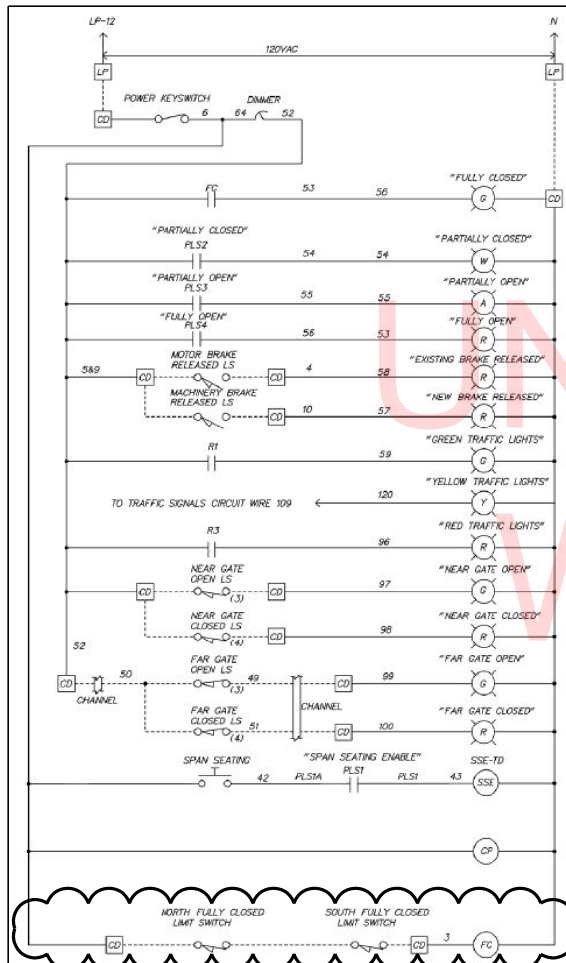 LP-12 N
120VAC
LP LP
POWER KEYSWITCH DIMMER
CD 6 64 52
CD
FC 53 56 "FULLY CLOSED" G
"PARTIALLY CLOSED"
PLS2 54 54 "PARTIALLY CLOSED" W
"PARTIALLY OPEN"
PLS3 55 55 "PARTIALLY OPEN" A
"FULLY OPEN"
PLS4 56 53 "FULLY OPEN" R
MOTOR BRAKE
RELEASED LS
5&9 CD CD 4 58 "EXISTING BRAKE RELEASED" R
MACHINERY BRAKE
RELEASED LS
CD 10 57 "NEW BRAKE RELEASED" R
R1 59 "GREEN TRAFFIC LIGHTS" G
TO TRAFFIC SIGNALS CIRCUIT WIRE 109 120 "YELLOW TRAFFIC LIGHTS" Y
R3 96 "RED TRAFFIC LIGHTS" R
NEAR GATE
OPEN LS
CD (3) CD 97 "NEAR GATE OPEN" G
NEAR GATE
CLOSED LS
(4) CD 98 "NEAR GATE CLOSED" R
52
FAR GATE
OPEN LS
CD 50 (3) 49 CD 99 "FAR GATE OPEN" G
CHANNEL CHANNEL
FAR GATE
CLOSED LS
(4) 51 CD 100 "FAR GATE CLOSED" R
SPAN SEATING "SPAN SEATING ENABLE" SSE-TD
42 PLS1A PLS1 PLS1 43 SSE
CP
NORTH FULLY CLOSED
LIMIT SWITCH
SOUTH FULLY CLOSED
LIMIT SWITCH
CD CD 3 FC
UN
W